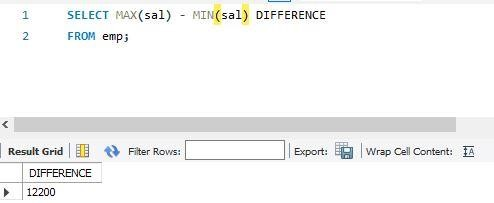 1 SELECT MAX(sal) - MIN(sal) DIFFERENCE
2 FROM emp;
Result Grid Filter Rows: Export: Wrap Cell Content:
DIFFERENCE
12200